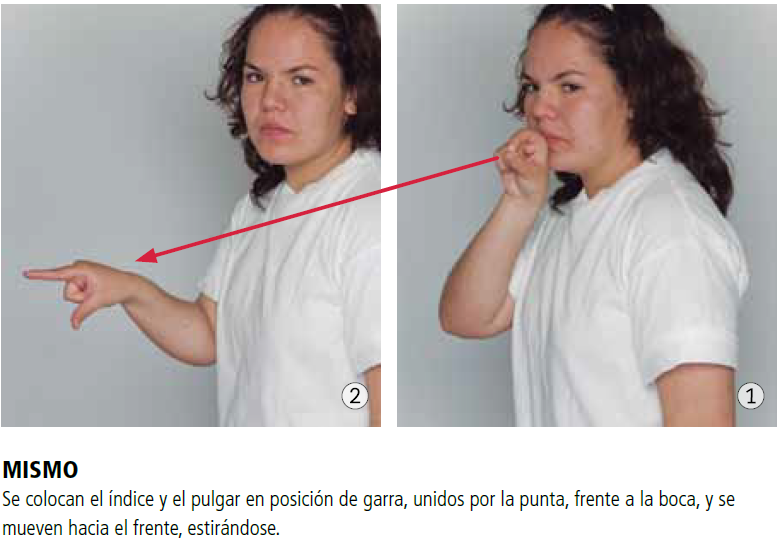 2
1
MISMO
Se colocan el índice y el pulgar en posición de garra, unidos por la punta, frente a la boca, y se
mueven hacia el frente, estirándose.